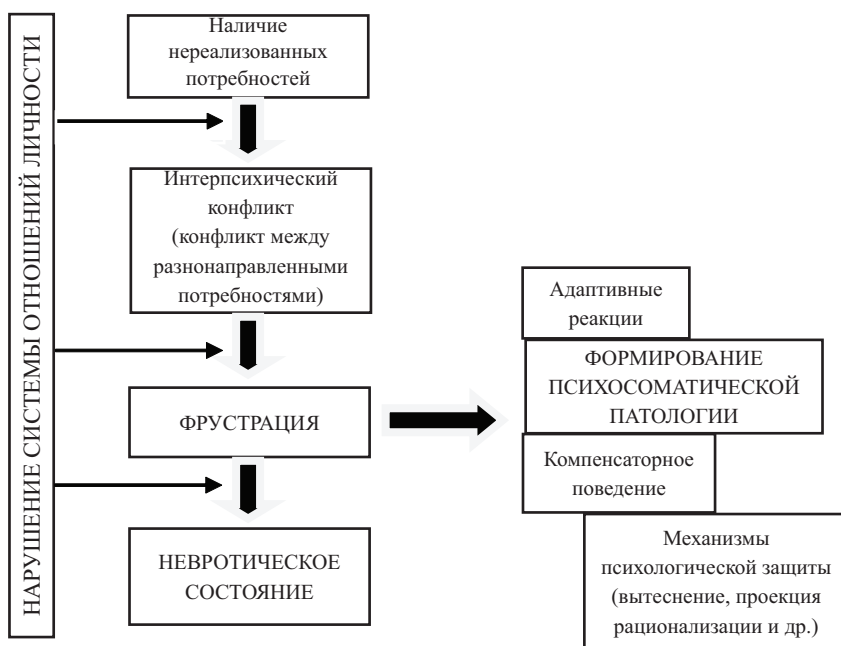 НАРУШЕНИЕ СИСТЕМЫ ОТНОШЕНИЙ ЛИЧНОСТИ
Наличие
нереализованных
потребностей
Интерпсихический
конфликт
(конфликт между
разнонаправленными
потребностями)
ФРУСТРАЦИЯ
НЕВРОТИЧЕСКОЕ
СОСТОЯНИЕ
Адаптивные
реакции
ФОРМИРОВАНИЕ
ПСИХОСОМАТИЧЕСКОЙ
ПАТОЛОГИИ
Компенсаторное
поведение
Механизмы
психологической защиты
(вытеснение, проекция
рационализации и др.)